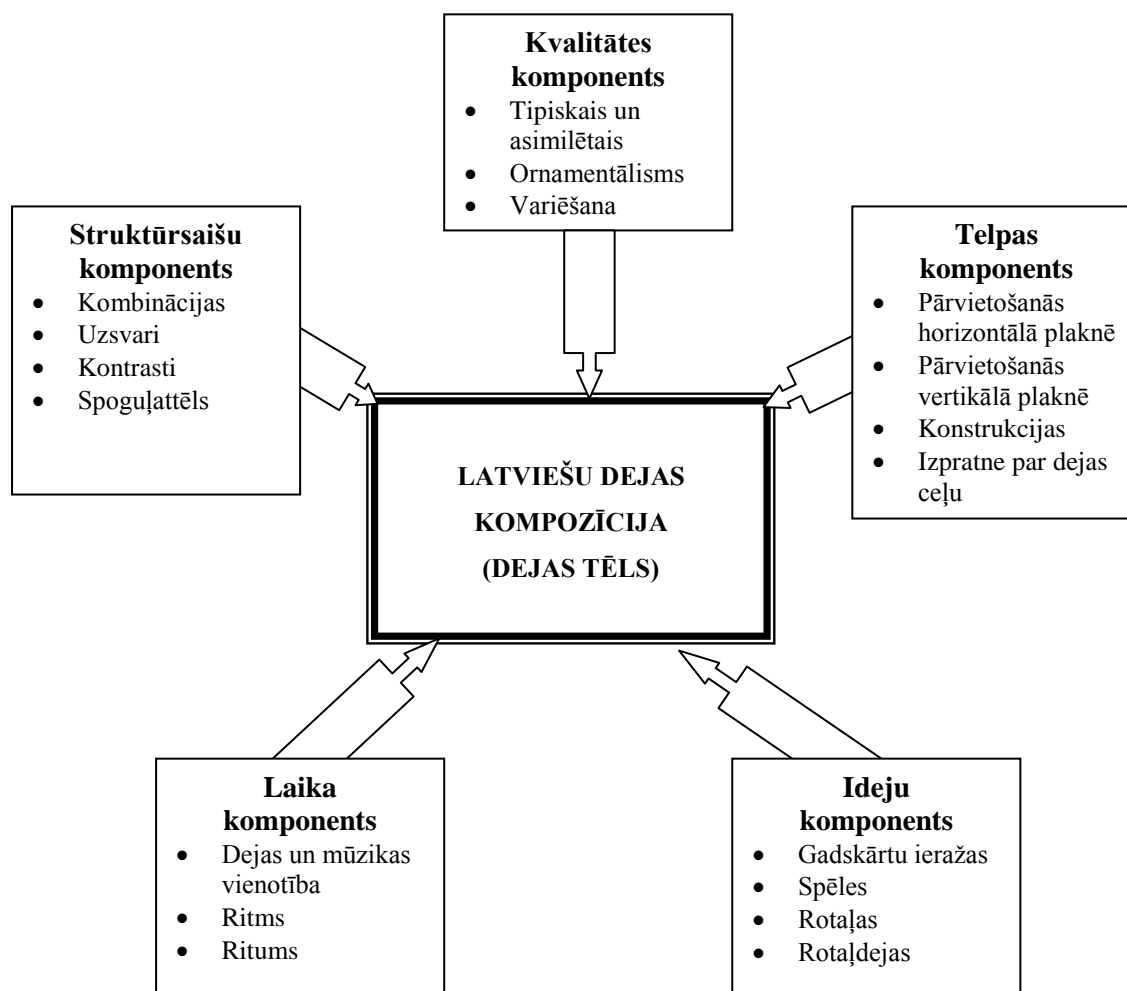 Kvalitātes
komponents
• Tipiskais un
asimilētais
• Ornamentālisms
• Variēšana
Struktūrsaišu
komponents
• Kombinācijas
• Uzsvari
• Kontrasti
• Spoguļattēls
Telpas
komponents
• Pārvietošanās
horizontālā plaknē
• Pārvietošanās
vertikālā plaknē
• Konstrukcijas
• Izpratne par dejas
ceļu
LATVIEŠU DEJAS
KOMPOZĪCIJA
(DEJAS TĒLS)
Laika
komponents
• Dejas un mūzikas
vienotība
• Ritms
• Ritums
Ideju
komponents
• Gadskārtu ieražas
• Spēles
• Rotaļas
• Rotaļdejas